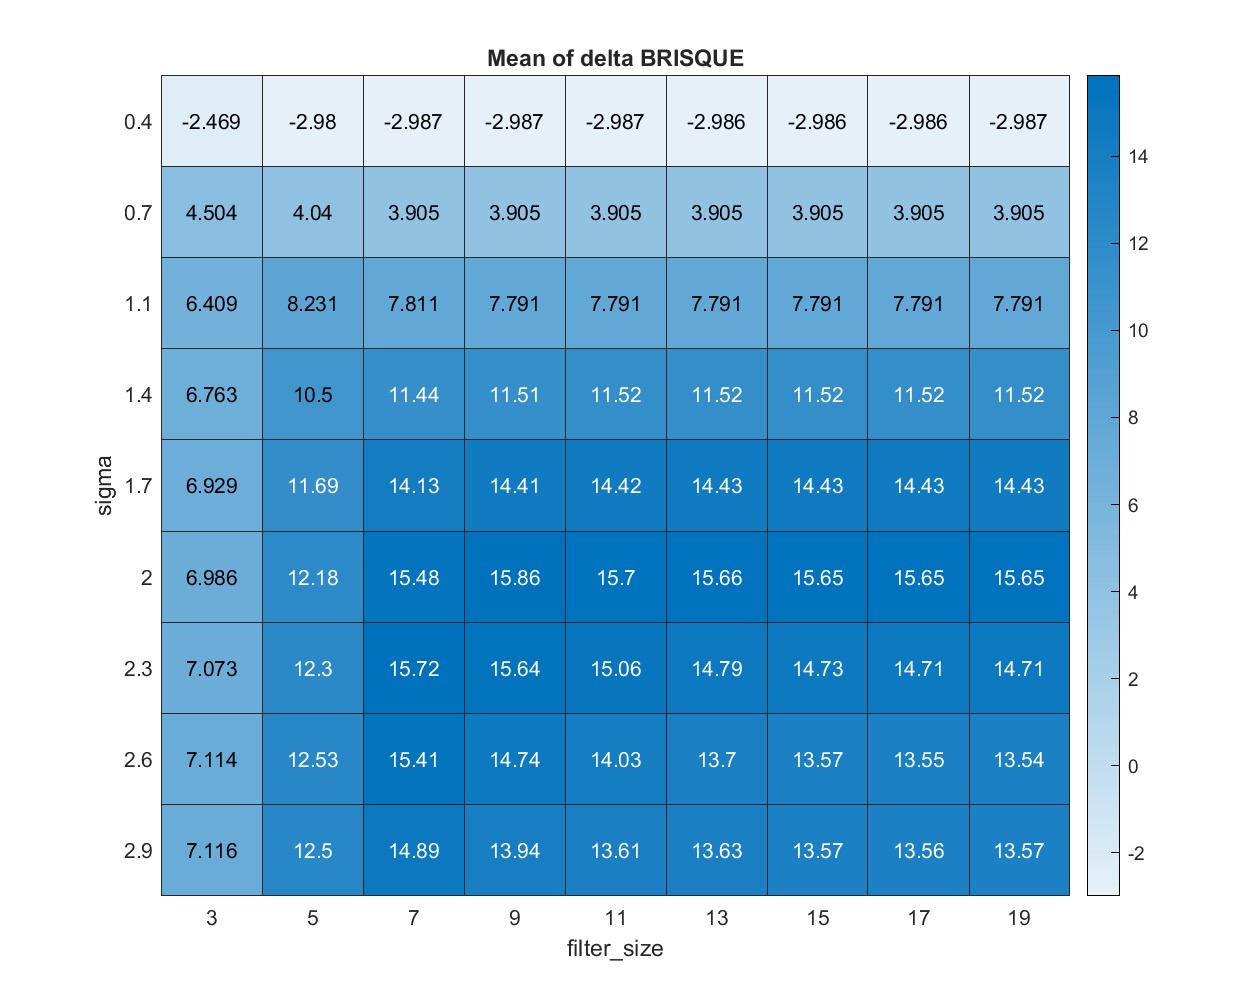 Mean of delta BRISQUE
0.4 -2.469 -2.98 -2.987 -2.987 -2.987 -2.986 -2.986 -2.986 -2.987
0.7 4.504 4.04 3.905 3.905 3.905 3.905 3.905 3.905 3.905
1.1 6.409 8.231 7.811 7.791 7.791 7.791 7.791 7.791 7.791
1.4 6.763 10.5 11.44 11.51 11.52 11.52 11.52 11.52 11.52
1.7 6.929 11.69 14.13 14.41 14.42 14.43 14.43 14.43 14.43
2 6.986 12.18 15.48 15.86 15.7 15.66 15.65 15.65 15.65
2.3 7.073 12.3 15.72 15.64 15.06 14.79 14.73 14.71 14.71
2.6 7.114 12.53 15.41 14.74 14.03 13.7 13.57 13.55 13.54
2.9 7.116 12.5 14.89 13.94 13.61 13.63 13.57 13.56 13.57
3 5 7 9 11 13 15 17 19
filter_size
sigma
14
12
10
8
6
4
2
0
-2